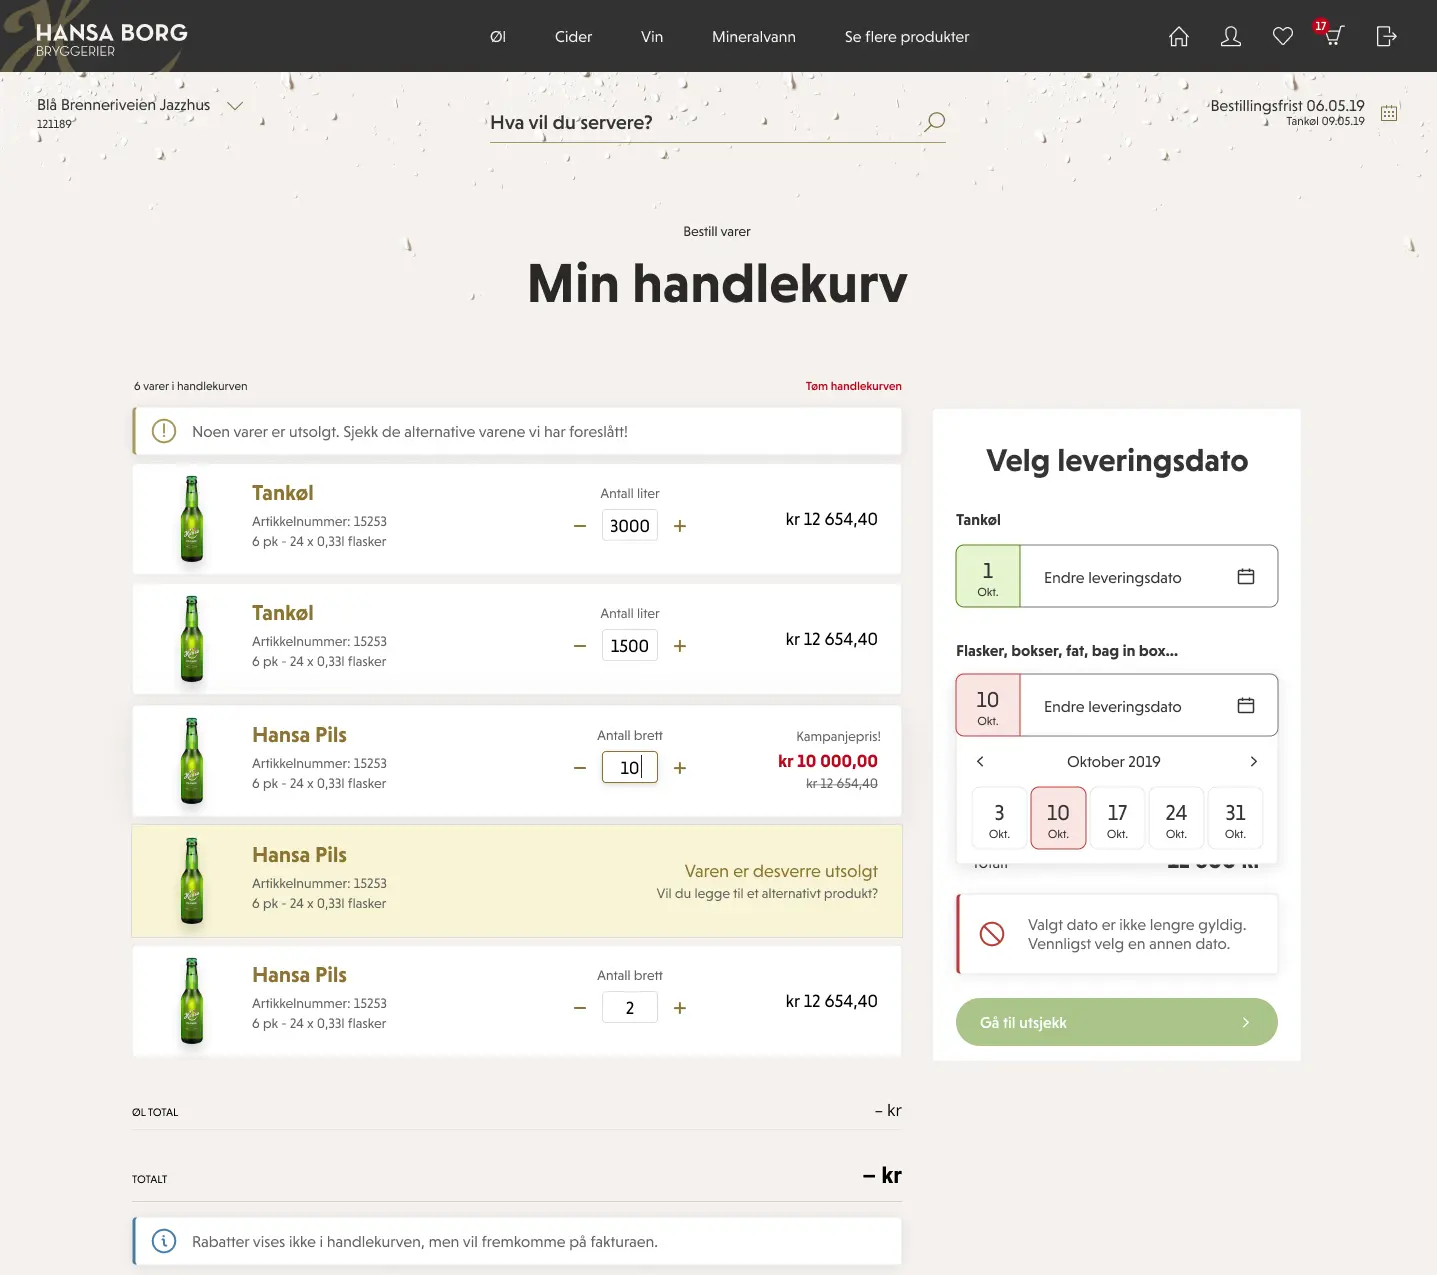 HANSA BORG
BRYGGERIER
Øl
Cider
Vin
Mineralvann
Se flere produkter
17
Blå Brenneriveien Jazzhus
121189
Hva vil du servere?
Bestillingsfrist 06.05.19
Tankøl 09.05.19
Bestill varer
Min handlekurv
6 varer i handlekurven
Tøm handlekurven
Noen varer er utsolgt. Sjekk de alternative varene vi har foreslått!
Tankøl
Artikkelnummer: 15253
6 pk - 24 x 0,33l flasker
Antall liter
– 3000 +
kr 12 654,40
Tankøl
Artikkelnummer: 15253
6 pk - 24 x 0,33l flasker
Antall liter
– 1500 +
kr 12 654,40
Hansa Pils
Artikkelnummer: 15253
6 pk - 24 x 0,33l flasker
Antall brett
– 10 +
Kampanjepris!
kr 10 000,00
kr 12 654,40
Hansa Pils
Artikkelnummer: 15253
6 pk - 24 x 0,33l flasker
Varen er desverre utsolgt
Vil du legge til et alternativt produkt?
Hansa Pils
Artikkelnummer: 15253
6 pk - 24 x 0,33l flasker
Antall brett
– 2 +
kr 12 654,40
ØL TOTAL
– kr
TOTALT
– kr
Rabatter vises ikke i handlekurven, men vil fremkomme på fakturaen.
Velg leveringsdato
Tankøl
1
Okt.
Endre leveringsdato
Flasker, bokser, fat, bag in box...
10
Okt.
Endre leveringsdato
Oktober 2019
3
Okt.
10
Okt.
17
Okt.
24
Okt.
31
Okt.
Valgt dato er ikke lengre gyldig.
Vennligst velg en annen dato.
Gå til utsjekk